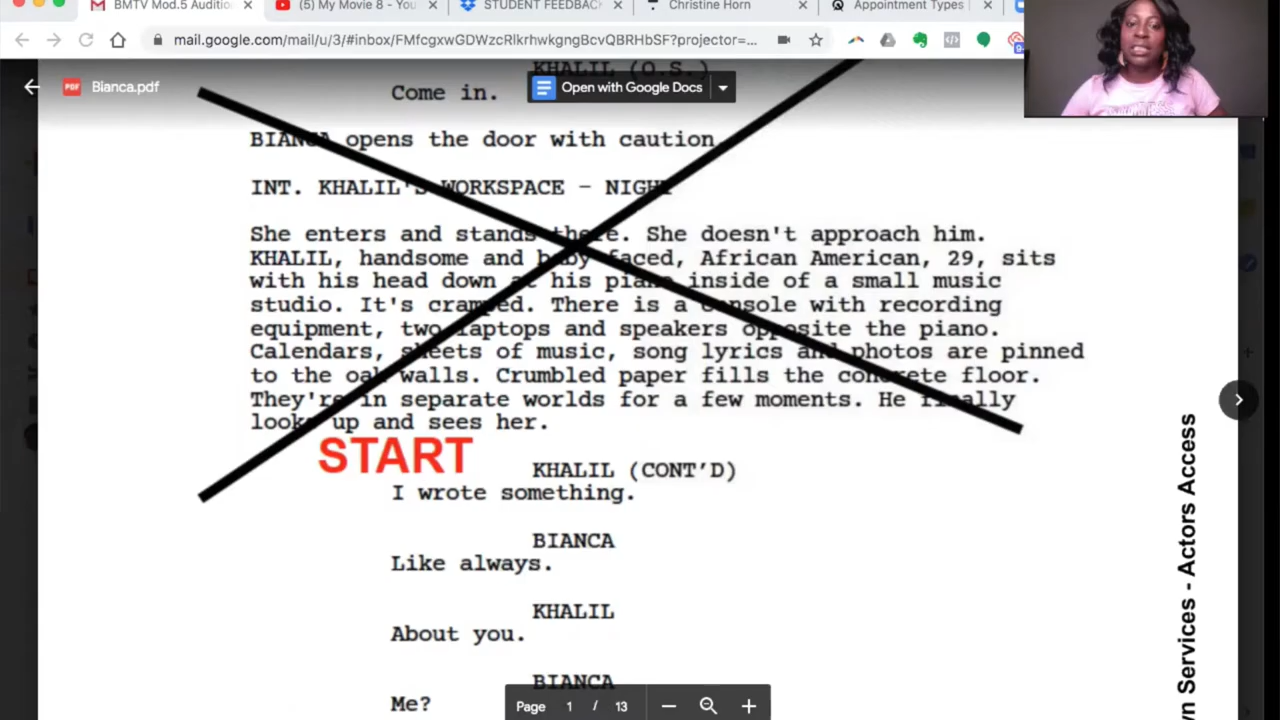 BMTV Mod.5 Auditio
(5) My Movie 8 - You
STUDENT FEEDBACK
Christine Horn
Appointment Types |
mail.google.com/mail/u/3/#inbox/FMfcgxwGDWzcRlkrhwkgngBcvQBRHbSF?projector=...
Bianca.pdf
Open with Google Docs
KHALIL (O.S.)
Come in.
BIANCA opens the door with caution
INT. KHALIL'S WORKSPACE - NIGHT
She enters and stands there. She doesn't approach him.
KHALIL, handsome and baby faced, African American, 29, sits
with his head down at his piano inside of a small music
studio. It's cramped. There is a console with recording
equipment, two laptops and speakers opposite the piano.
Calendars, sheets of music, song lyrics and photos are pinned
to the oak walls. Crumbled paper fills the concrete floor.
They're in separate worlds for a few moments. He finally
looks up and sees her.
START
KHALIL (CONT'D)
I wrote something.
BIANCA
Like always.
KHALIL
About you.
BIANCA
Me?
Page 1 / 13
wn Services - Actors Access